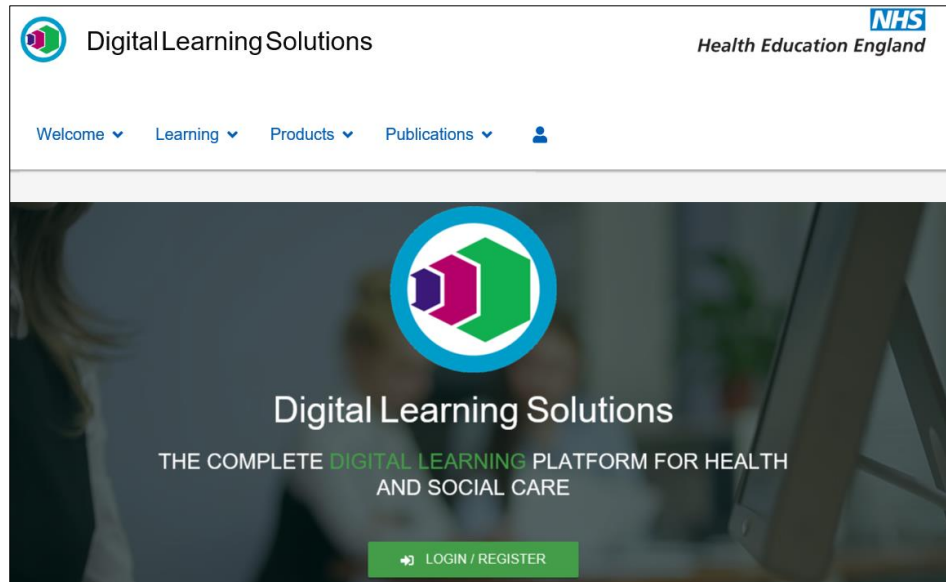 Digital Learning Solutions
NHS
Health Education England
Welcome
Learning
Products
Publications
Digital Learning Solutions
THE COMPLETE DIGITAL LEARNING PLATFORM FOR HEALTH
AND SOCIAL CARE
LOGIN / REGISTER